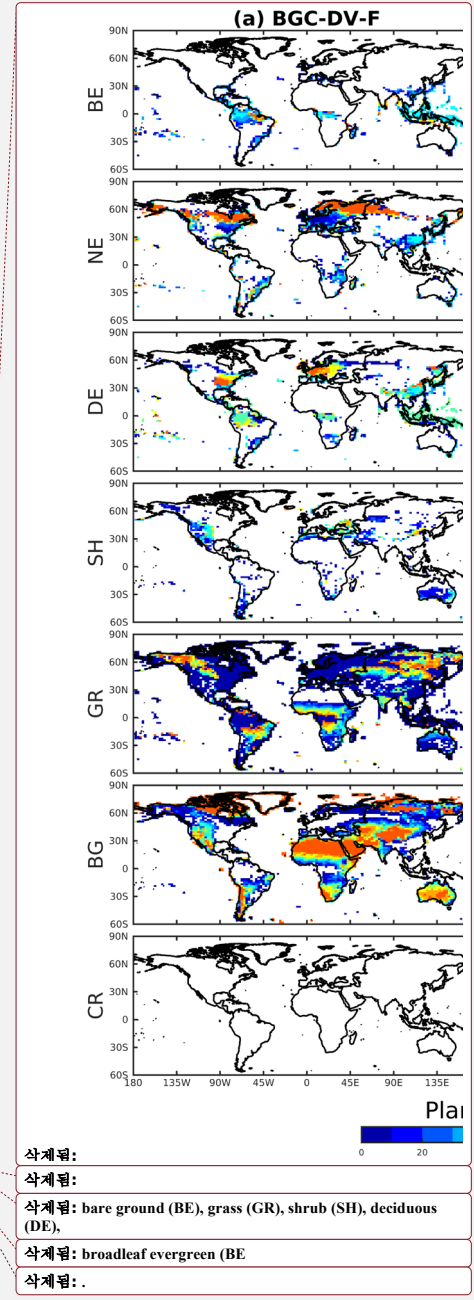 (a) BGC-DV-F
BE
90N
60N
30N
0
30S
60S
NE
90N
60N
30N
0
30S
60S
DE
90N
60N
30N
0
30S
60S
SH
90N
60N
30N
0
30S
60S
GR
90N
60N
30N
0
30S
60S
BG
90N
60N
30N
0
30S
60S
CR
90N
60N
30N
0
30S
60S
180 135W 90W 45W 0 45E 90E 135E
Pla
0 20
삭제됨:
삭제됨:
삭제됨: bare ground (BE), grass (GR), shrub (SH), deciduous
(DE),
삭제됨: broadleaf evergreen (BE
삭제됨: .